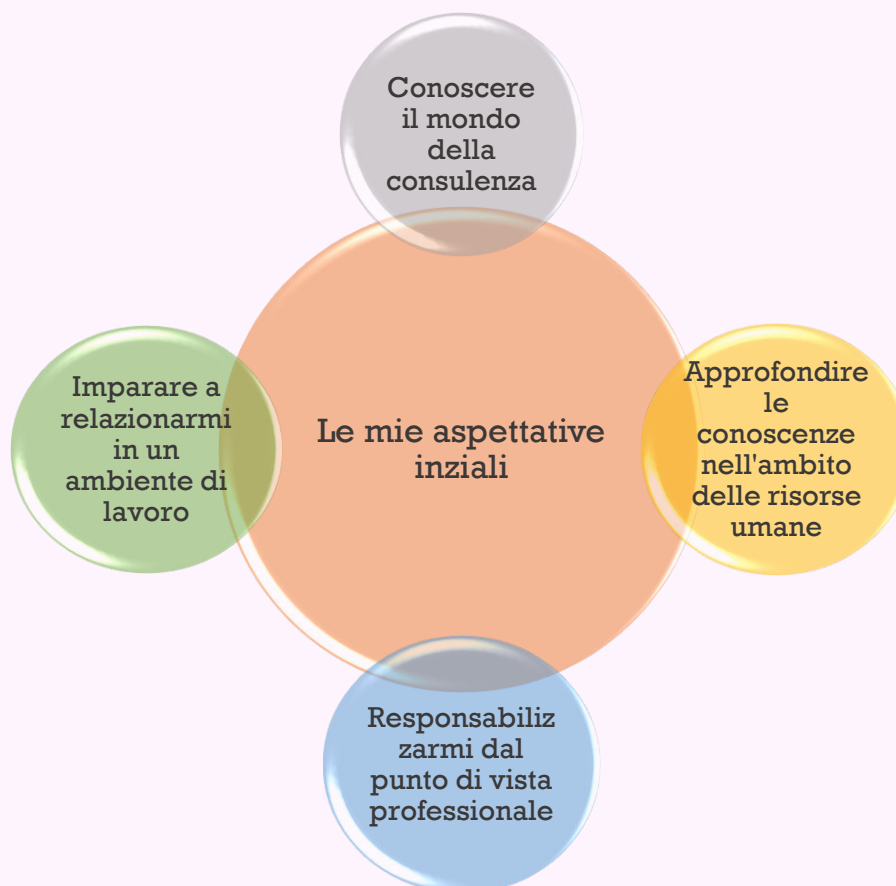 Conoscere
il mondo
della
consulenza
Imparare a
relazionarmi
in un
ambiente di
lavoro
Le mie aspettative
inziali
Approfondire
le
conoscenze
nell'ambito
delle risorse
umane
Responsabiliz
zarmi dal
punto di vista
professionale